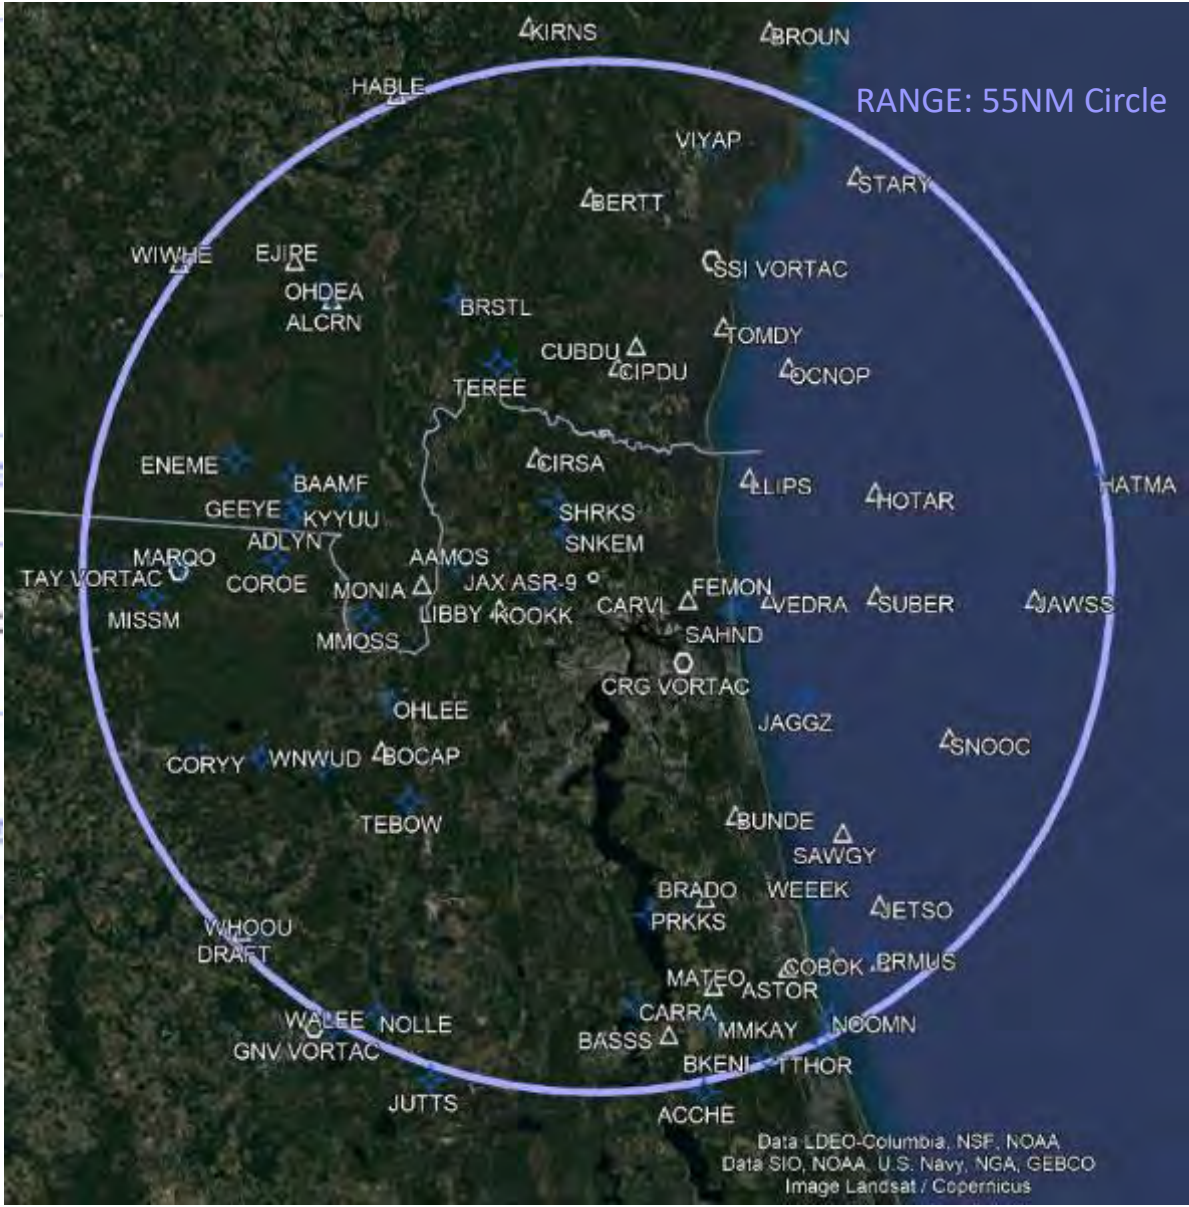 KIRNS
BROUN
HABLE
RANGE: 55NM Circle
VIYAP
STARY
BERTT
WIWHE
EJIRE
SSI VORTAC
OHDEA
BRSTL
ALCRN
TOMDY
CUBDU
CIPDU
OCNOP
TEREE
ENEME
CIRSA
BAAMF
LLIPS
HATMA
HOTAR
GEEYE
KYYUU
SHRKS
ADLYN
SNKEM
MARQO
AAMOS
TAY VORTAC
COROE
MONIA
JAX ASR-9
FEMON
MISSM
LIBBY
ROOKK
CARVL
VEDRA
SUBER
JAWSS
MMOSS
SAHND
CRG VORTAC
OHLEE
JAGGZ
CORYY
WNWUD
BOCAP
SNOOC
TEBOW
BUNDE
SAWGY
BRADO
WEEEK
PRKKS
JETSO
WHOOU
DRAFT
COBOK
PRMUS
MATEO
ASTOR
WALEE
NOLLE
CARRA
MMKAY
NOOMN
GNV VORTAC
BASSS
BKENI
TTHOR
JUTTS
ACCHE
Data LDEO-Columbia, NSF, NOAA
Data SIO, NOAA, U.S. Navy, NGA, GEBCO
Image Landsat / Copernicus